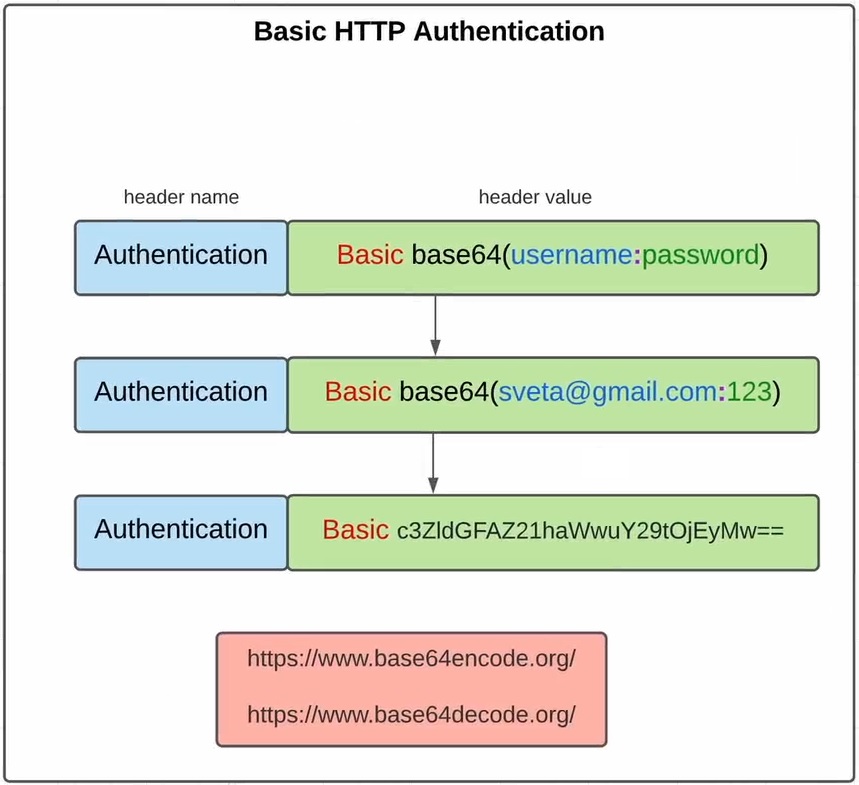 Basic HTTP Authentication
header name header value
Authentication Basic base64(username:password)
Authentication Basic base64(sveta@gmail.com:123)
Authentication Basic c3ZldGFAZ21haWwuY29tOjEyMw==
https://www.base64encode.org/
https://www.base64decode.org/